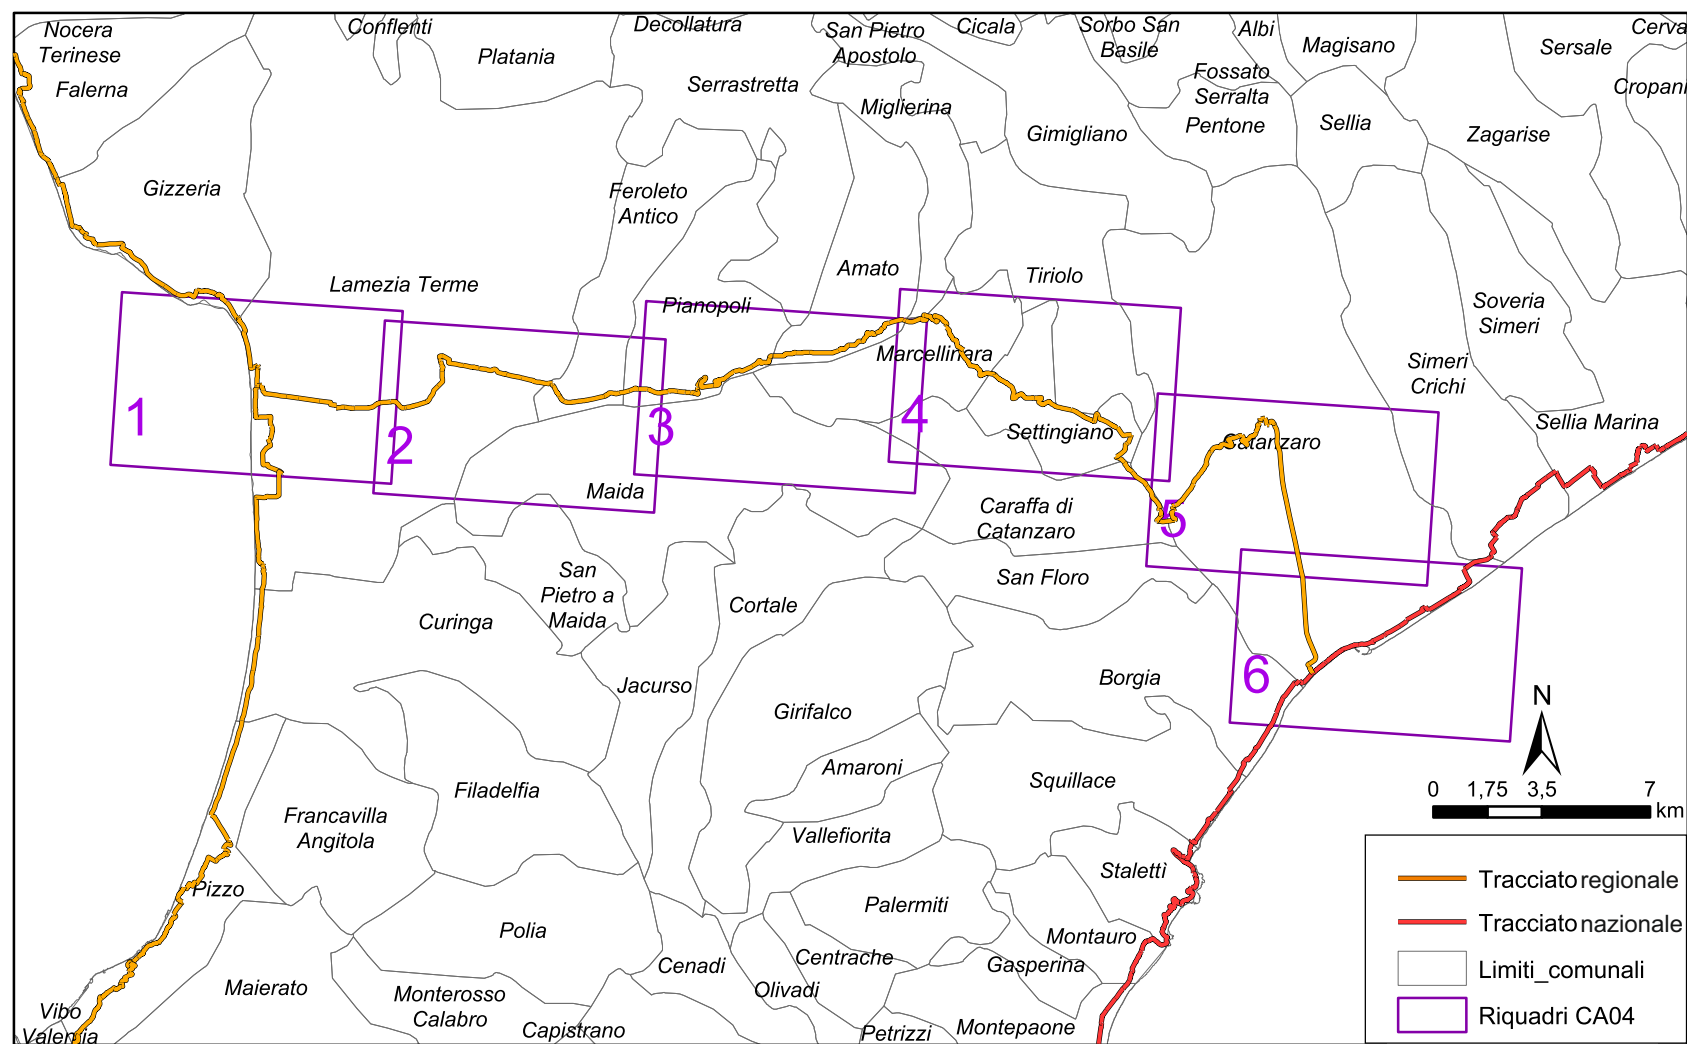 Nocera
Terinese
Conflenti
Decollatura
San Pietro
Apostolo
Cicala
Sorbo San
Basile
Albi
Magisano
Sersale
Cerva
Platania
Falerna
Serrastretta
Miglierina
Fossato
Serralta
Pentone
Gimigliano
Sellia
Zagarise
Cropani
Gizzeria
Feroleto
Antico
Lamezia Terme
Pianopoli
Amato
Tiriolo
Soveria
Simeri
Marcellinara
Simeri
Crichi
1
2
3
4
Settingiano
Catanzaro
Sellia Marina
Maida
Caraffa di
Catanzaro
5
San
Pietro a
Maida
San Floro
Curinga
Cortale
Jacurso
Borgia
6
Girifalco
N
Amaroni
Squillace
Filadelfia
0
1,75
3,5
7
km
Francavilla
Angitola
Vallefiorita
Stalettì
Pizzo
Palermiti
Polia
Montauro
Centrache
Gasperina
Cenadi
Olivadi
Maierato
Monterosso
Calabro
Capistrano
Petrizzi
Montepaone
Vibo
Valentia
Tracciato regionale
Tracciato nazionale
Limiti_comunali
Riquadri CA04